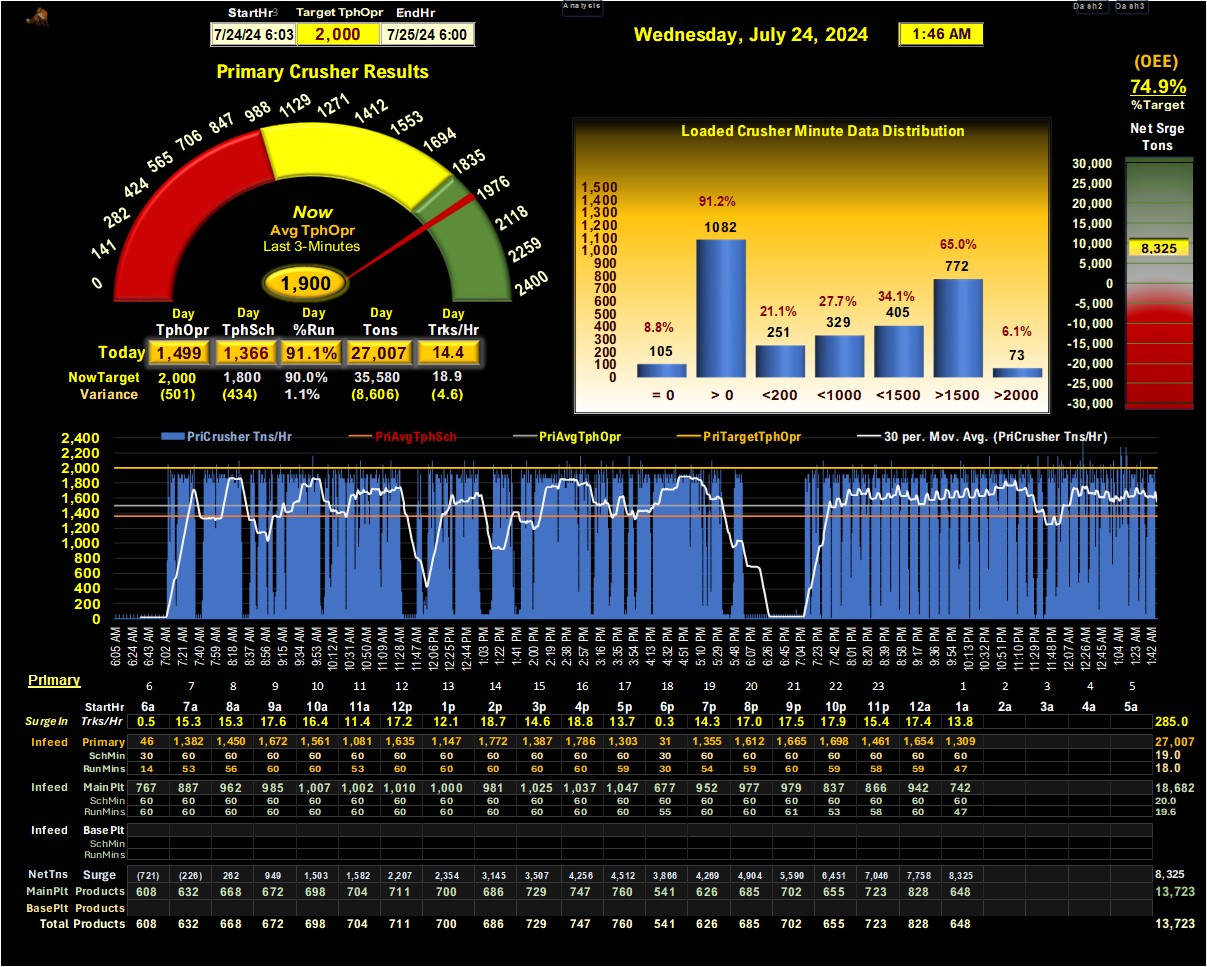 Analysis
Dash2 Dash3
StartHr3 Target TphOpr EndHr
7/24/24 6:03 2,000 7/25/24 6:00
Wednesday, July 24, 2024 1:46 AM
(OEE)
74.9%
%Target
Primary Crusher Results
0 141 282 424 565 706 847 988 1129 1271 1412 1553 1694 1835 1976 2118 2259 2400
Now
Avg TphOpr
Last 3-Minutes
1,900
Day Day Day Day Day
TphOpr TphSch %Run Tons Trks/Hr
Today 1,499 1,366 91.1% 27,007 14.4
NowTarget 2,000 1,800 90.0% 35,580 18.9
Variance (501) (434) 1.1% (8,606) (4.6)
Loaded Crusher Minute Data Distribution
1,500
1,400
1,300
1,200
1,100
1,000
900
800
700
600
500
400
300
200
100
0
8.8% 91.2% 21.1% 27.7% 34.1% 65.0% 6.1%
105 1082 251 329 405 772 73
= 0 > 0 <200 <1000 <1500 >1500 >2000
Net Srge
Tons
30,000
25,000
20,000
15,000
10,000
5,000
0
-5,000
-10,000
-15,000
-20,000
-25,000
-30,000
8,325
PriCrusher Tns/Hr PriAvgTphSch PriAvgTphOpr PriTargetTphOpr 30 per. Mov. Avg. (PriCrusher Tns/Hr)
2,400
2,200
2,000
1,800
1,600
1,400
1,200
1,000
800
600
400
200
0
6:05 AM 6:24 AM 6:43 AM 7:02 AM 7:21 AM 7:40 AM 7:59 AM 8:18 AM 8:37 AM 8:56 AM 9:15 AM 9:34 AM 9:53 AM 10:12 AM 10:31 AM 10:50 AM 11:09 AM 11:28 AM 11:47 AM 12:06 PM 12:25 PM 12:44 PM 1:03 PM 1:22 PM 1:41 PM 2:00 PM 2:19 PM 2:38 PM 2:57 PM 3:16 PM 3:35 PM 3:54 PM 4:13 PM 4:32 PM 4:51 PM 5:10 PM 5:29 PM 5:48 PM 6:07 PM 6:26 PM 6:45 PM 7:04 PM 7:23 PM 7:42 PM 8:01 PM 8:20 PM 8:39 PM 8:58 PM 9:17 PM 9:36 PM 9:54 PM 10:13 PM 10:32 PM 10:51 PM 11:10 PM 11:29 PM 11:48 PM 12:07 AM 12:26 AM 12:45 AM 1:04 AM 1:23 AM 1:42 AM
Primary
6 7 8 9 10 11 12 13 14 15 16 17 18 19 20 21 22 23 1 2 3 4 5
StartHr 6a 7a 8a 9a 10a 11a 12a 1p 2p 3p 4p 5p 6p 7p 8p 9p 10p 11p 12a 1a 2a 3a 4a 5a
SurgeIn Trks/Hr 0.5 15.3 15.3 17.6 16.4 11.4 17.2 12.1 18.7 14.6 18.8 13.7 0.3 14.3 17.0 17.5 17.9 15.4 17.4 13.8 285.0
Infeed Primary 46 1,382 1,450 1,672 1,561 1,081 1,635 1,147 1,772 1,387 1,786 1,303 31 1,355 1,612 1,665 1,698 1,461 1,654 1,309 27,007
SchMin 30 60 60 60 60 60 60 60 60 60 60 60 30 60 60 60 60 60 60 60 19.0
RunMins 14 53 56 60 60 53 60 60 60 60 60 59 30 54 59 60 59 58 59 47 18.0
Infeed MainPlt 767 887 962 985 1,007 1,002 1,010 1,000 981 1,025 1,037 1,047 677 952 977 979 837 866 942 742 18,682
SchMin 60 60 60 60 60 60 60 60 60 60 60 60 60 60 60 60 60 60 60 60 20.0
RunMins 60 60 60 60 60 60 60 60 60 60 60 60 55 60 60 61 53 58 60 47 19.6
Infeed Base Plt
SchMin
RunMins
NetTns Surge (721) (226) 262 949 1,503 1,582 2,207 2,354 3,145 3,507 4,256 4,512 3,866 4,269 4,904 5,590 6,451 7,046 7,758 8,325 8,325
MainPlt Products 608 632 668 672 698 704 711 700 686 729 747 760 541 626 685 702 655 723 828 648 13,723
BasePlt Products
Total Products 608 632 668 672 698 704 711 700 686 729 747 760 541 626 685 702 655 723 828 648 13,723